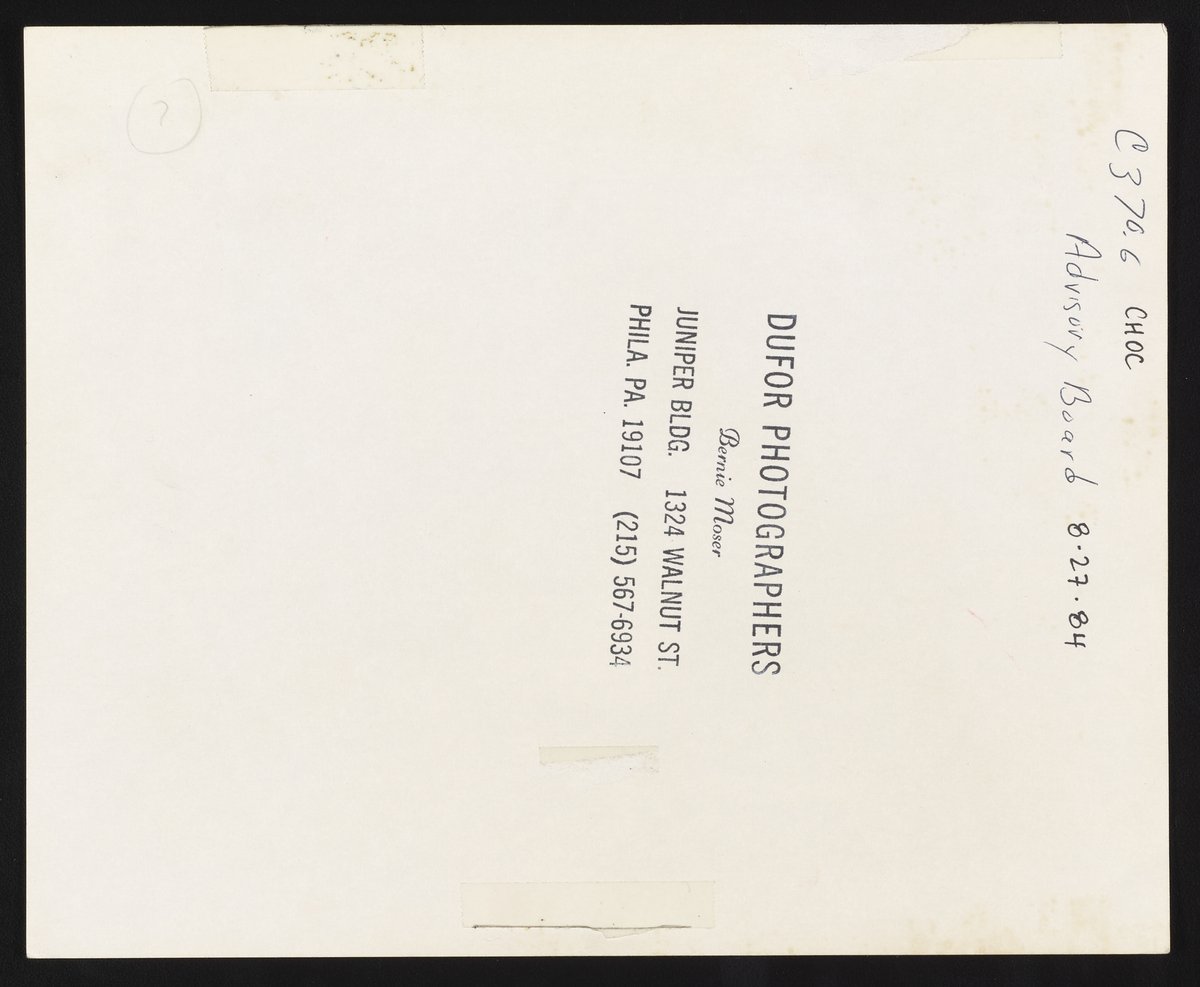 C370.6 CHOC
Advisory Board 8·27·84
DUFOR PHOTOGRAPHERS
Bernie Moser
JUNIPER BLDG. 1324 WALNUT ST.
PHILA. PA. 19107 (215) 567-6934
?